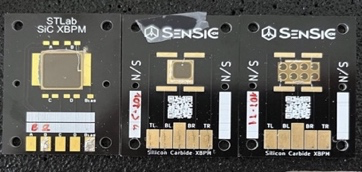 STLab
SiC XBPM
C D
SENSiC
N/S
TL BL BR TR
Silicon Carbide XBPM
SENSiC
N/S
TL BL BR TR
Silicon Carbide XBPM